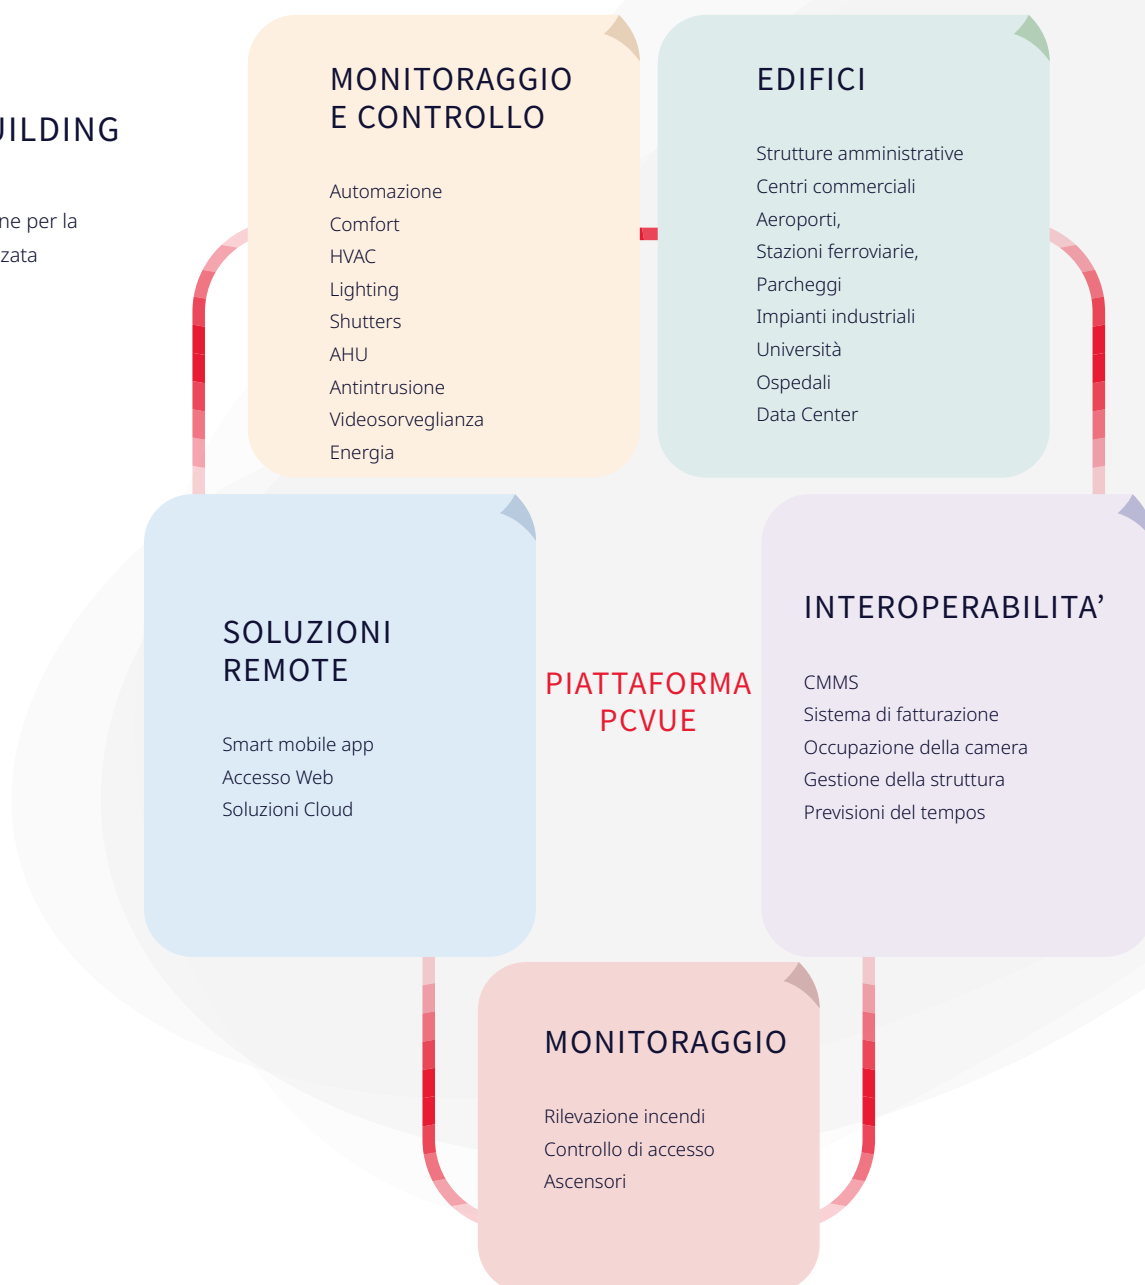 UILDING
ne per la
zata
MONITORAGGIO
E CONTROLLO
Automazione
Comfort
HVAC
Lighting
Shutters
AHU
Antintrusione
Videosorveglianza
Energia
EDIFICI
Strutture amministrative
Centri commerciali
Aeroporti,
Stazioni ferroviarie,
Parcheggi
Impianti industriali
Università
Ospedali
Data Center
SOLUZIONI
REMOTE
Smart mobile app
Accesso Web
Soluzioni Cloud
PIATTAFORMA
PCVUE
INTEROPERABILITA’
CMMS
Sistema di fatturazione
Occupazione della camera
Gestione della struttura
Previsioni del tempos
MONITORAGGIO
Rilevazione incendi
Controllo di accesso
Ascensori